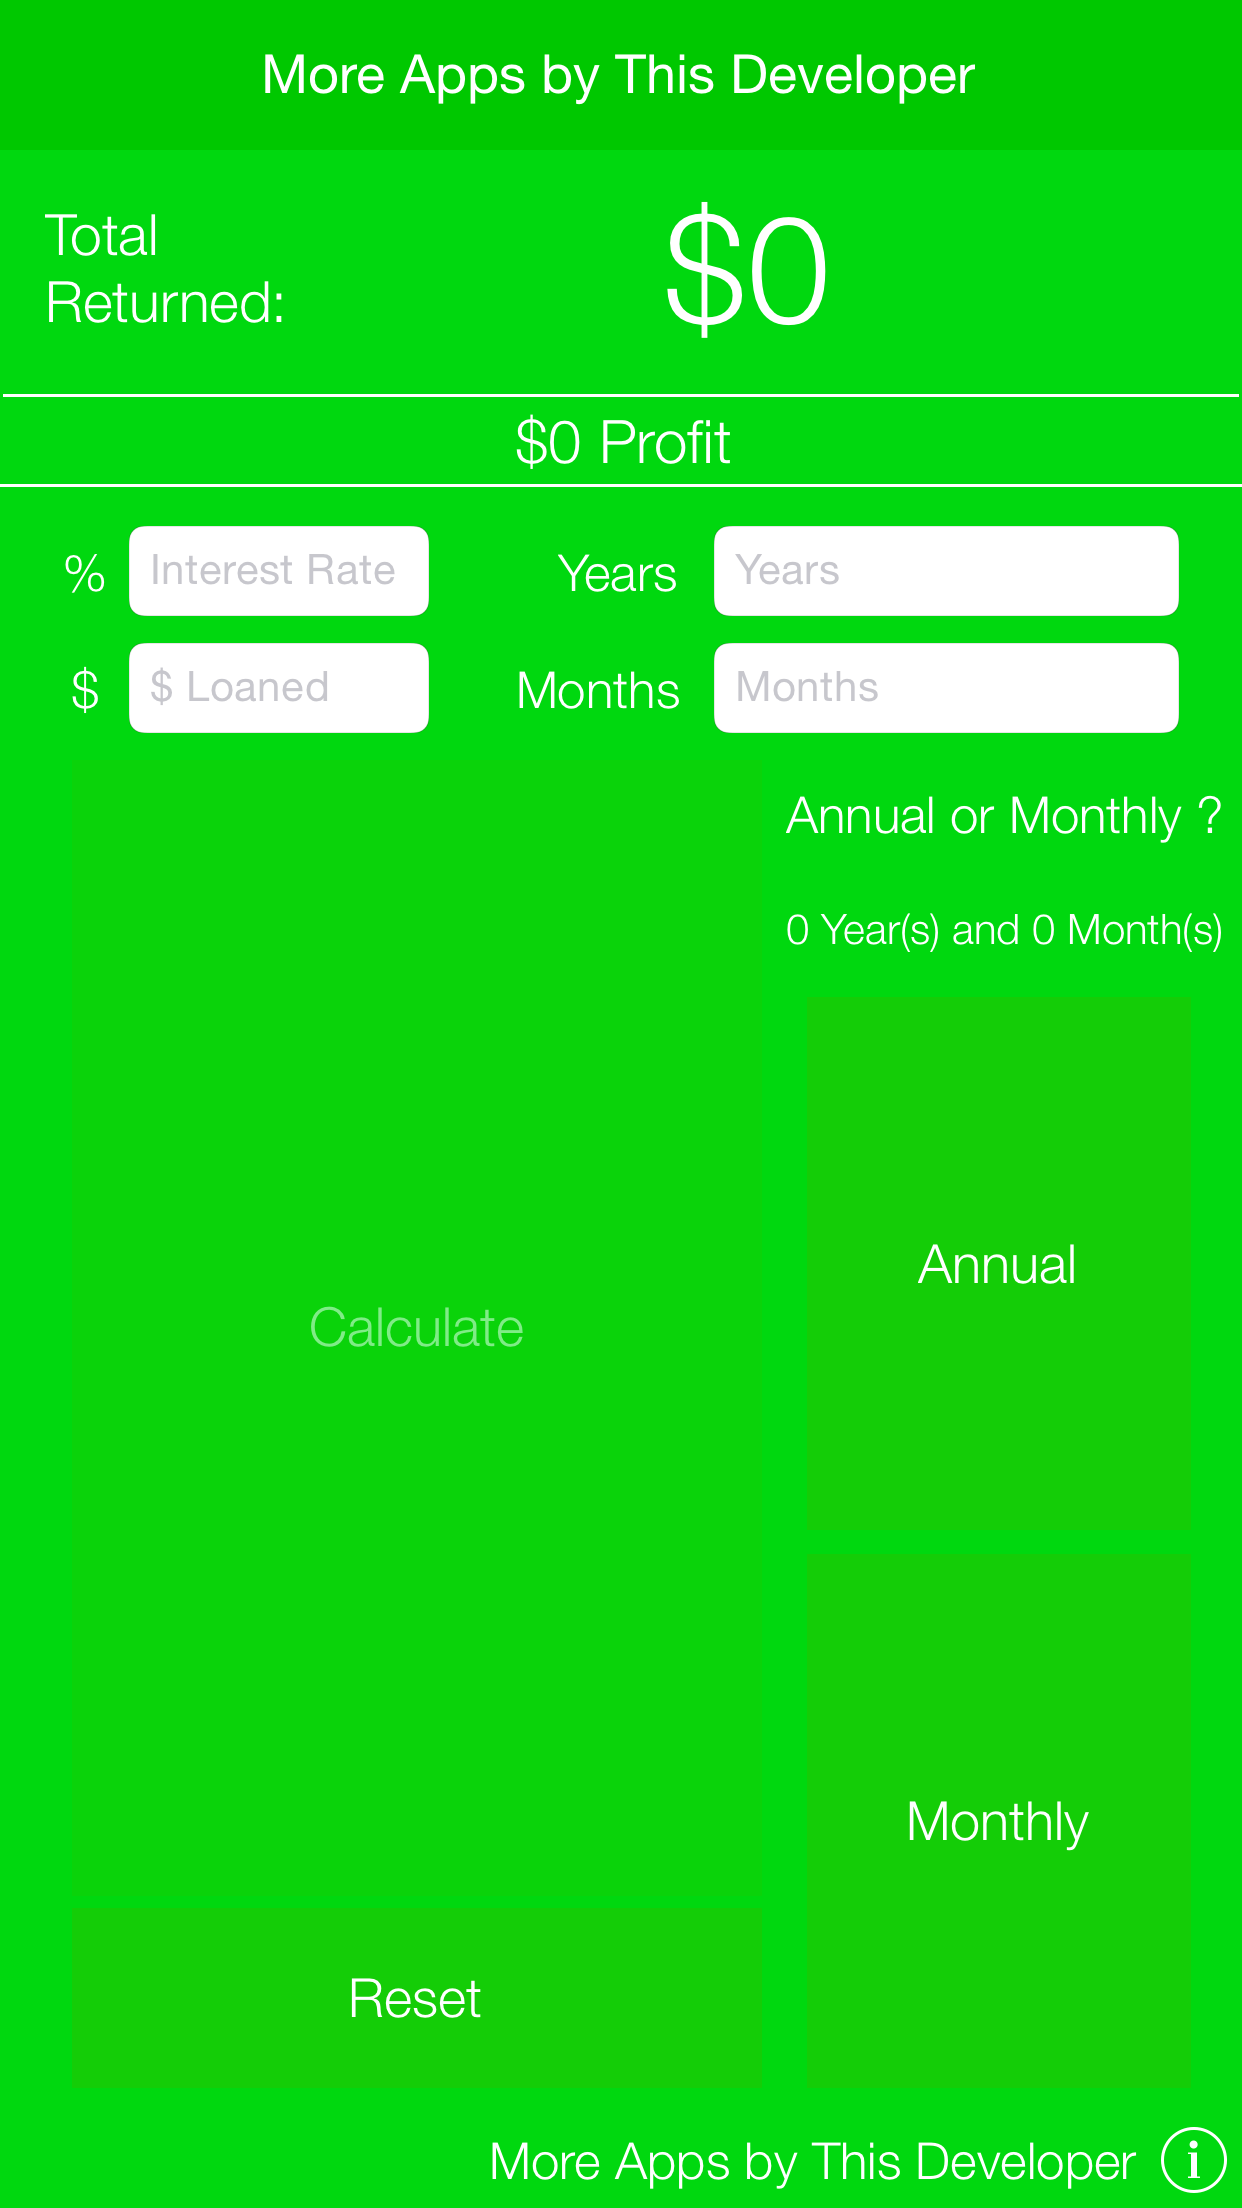 More Apps by This Developer
Total
Returned:
$0
$0 Profit
% Interest Rate Years Years
$ $ Loaned Months Months
Annual or Monthly ?
0 Year(s) and 0 Month(s)
Annual
Calculate
Monthly
Reset
More Apps by This Developer i